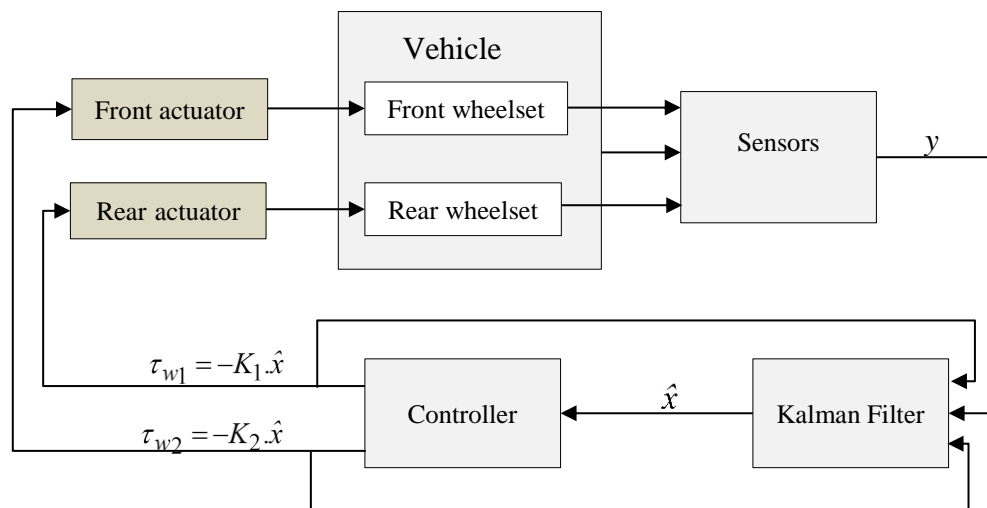 Vehicle
Front actuator
Front wheelset
Sensors
y
Rear actuator
Rear wheelset
τw1 = −K1.x̂
Controller
x̂
Kalman Filter
τw2 = −K2.x̂